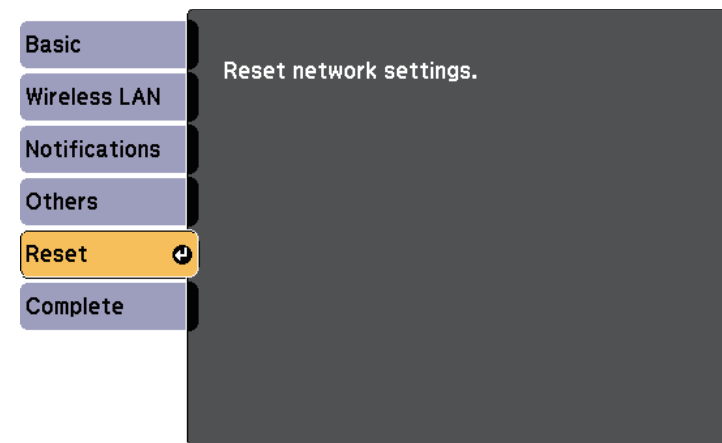 Basic
Wireless LAN
Notifications
Others
Reset
Complete
Reset network settings.